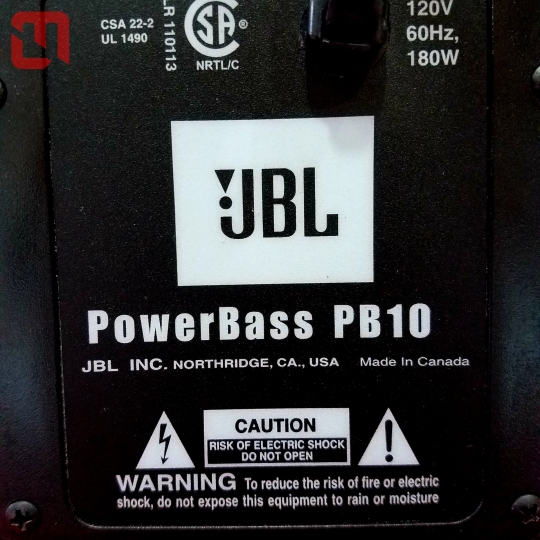 CSA 22-2
UL 1490
LR 110113
SA
®
NRTL/C
120V
60Hz,
180W
JBL
PowerBass PB10
JBL INC. NORTHRIDGE, CA., USA Made In Canada
CAUTION
RISK OF ELECTRIC SHOCK
DO NOT OPEN
!
WARNING To reduce the risk of fire or electric
shock, do not expose this equipment to rain or moisture